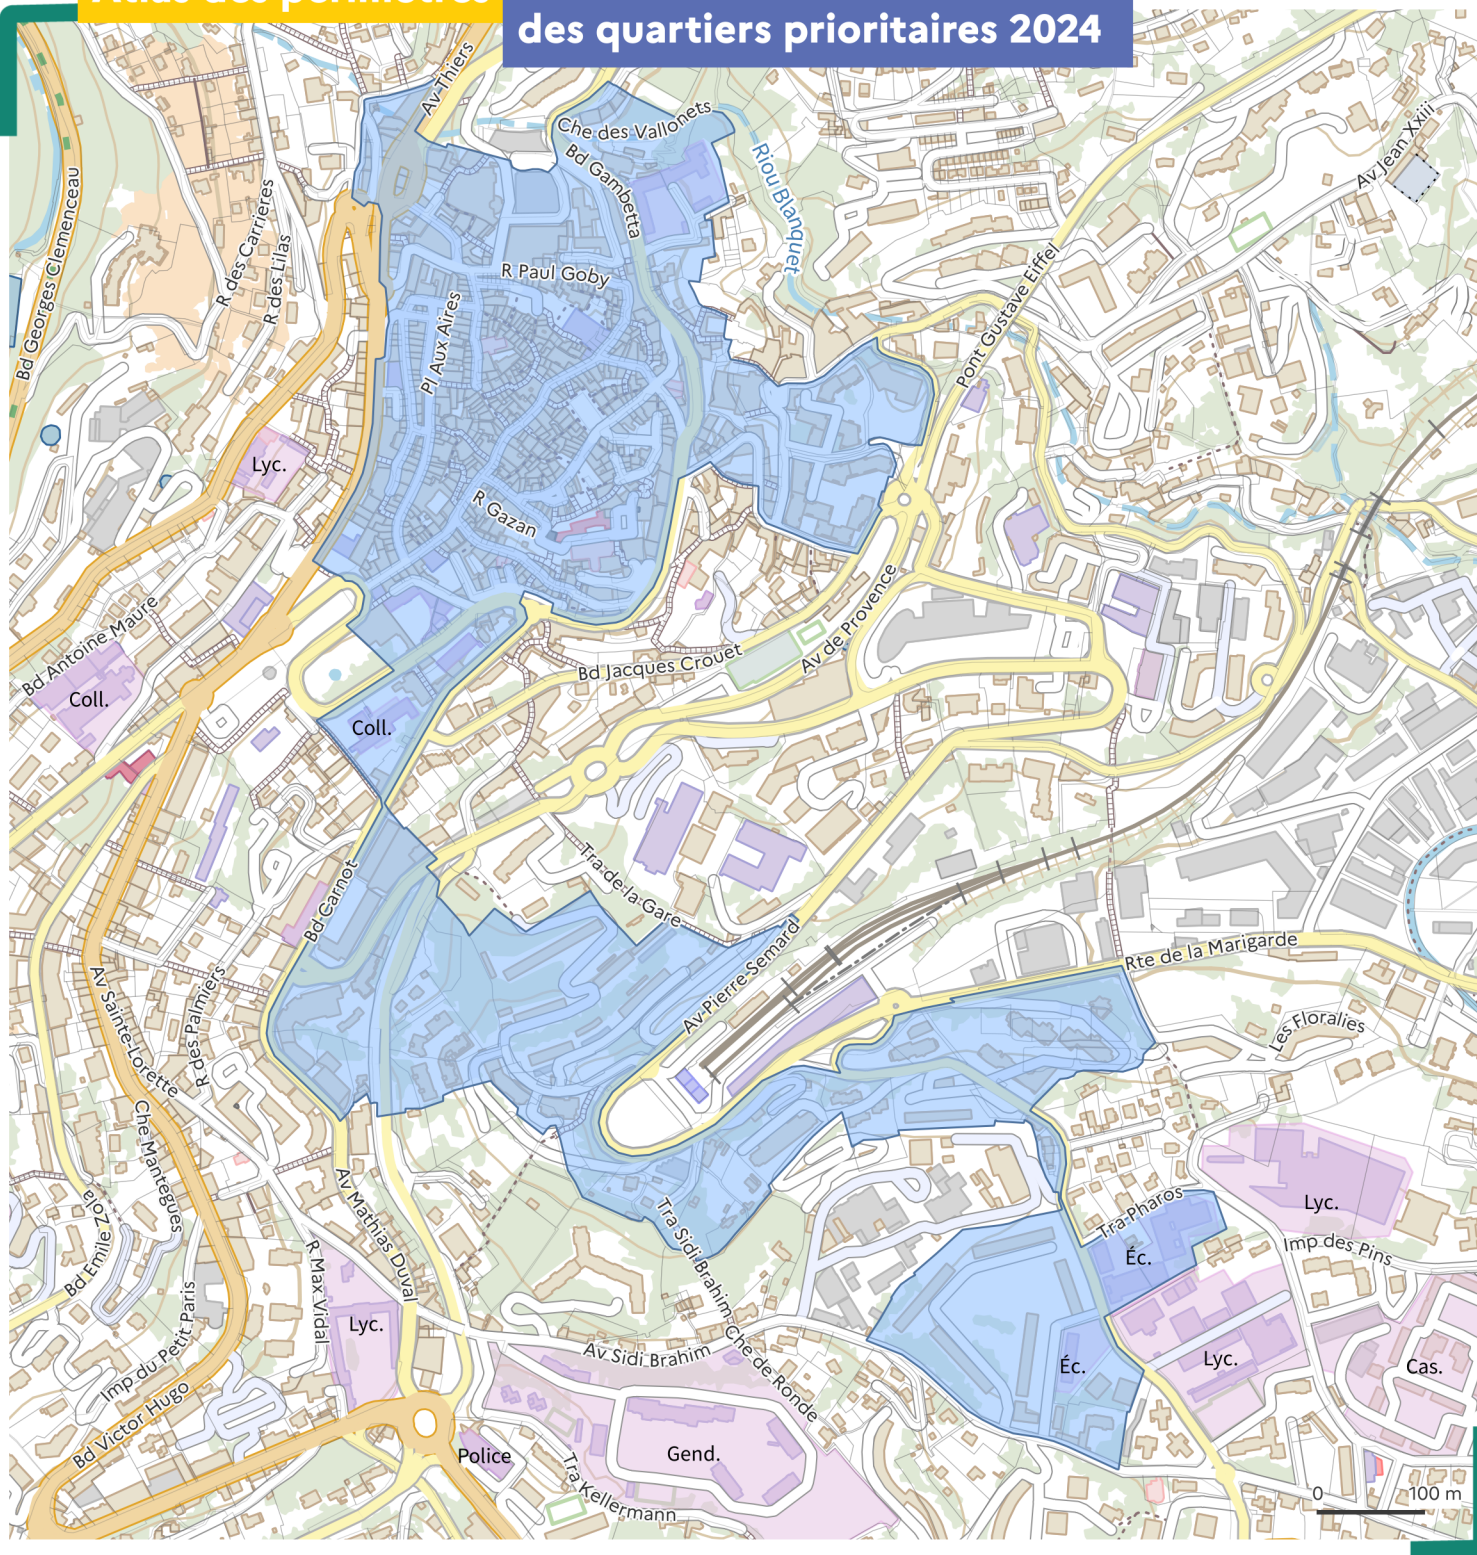 Atlas des périmètres
des quartiers prioritaires 2024
Av Thiers
Che des Vallonets
Bd Gambetta
Riou Blanquet
Av Jean Xxiii
Bd Georges Clemenceau
R des Carrières
R des Lilas
R Paul Goby
Pl Aux Aires
Pont Gustave Eiffel
Lyc.
R Gazan
Bd Antoine Maure
Coll.
Coll.
Bd Jacques Crouet
Av de Provence
Bd Carnot
Tra de la Gare
Av Pierre Semard
Rte de la Marigarde
Av Sainte-Lorette
R des Palmiers
Les Floralies
Che Mantegues
Bd Emile Zola
Av Mathias Duval
R Max Vidal
Imp du Petit Paris
Bd Victor Hugo
Tra Sidi Brahim
Tra Pharos
Lyc.
Éc.
Imp des Pins
Lyc.
Av Sidi Brahim
Che de Ronde
Éc.
Lyc.
Cas.
Police
Gend.
Tra Kellermann
0 100 m